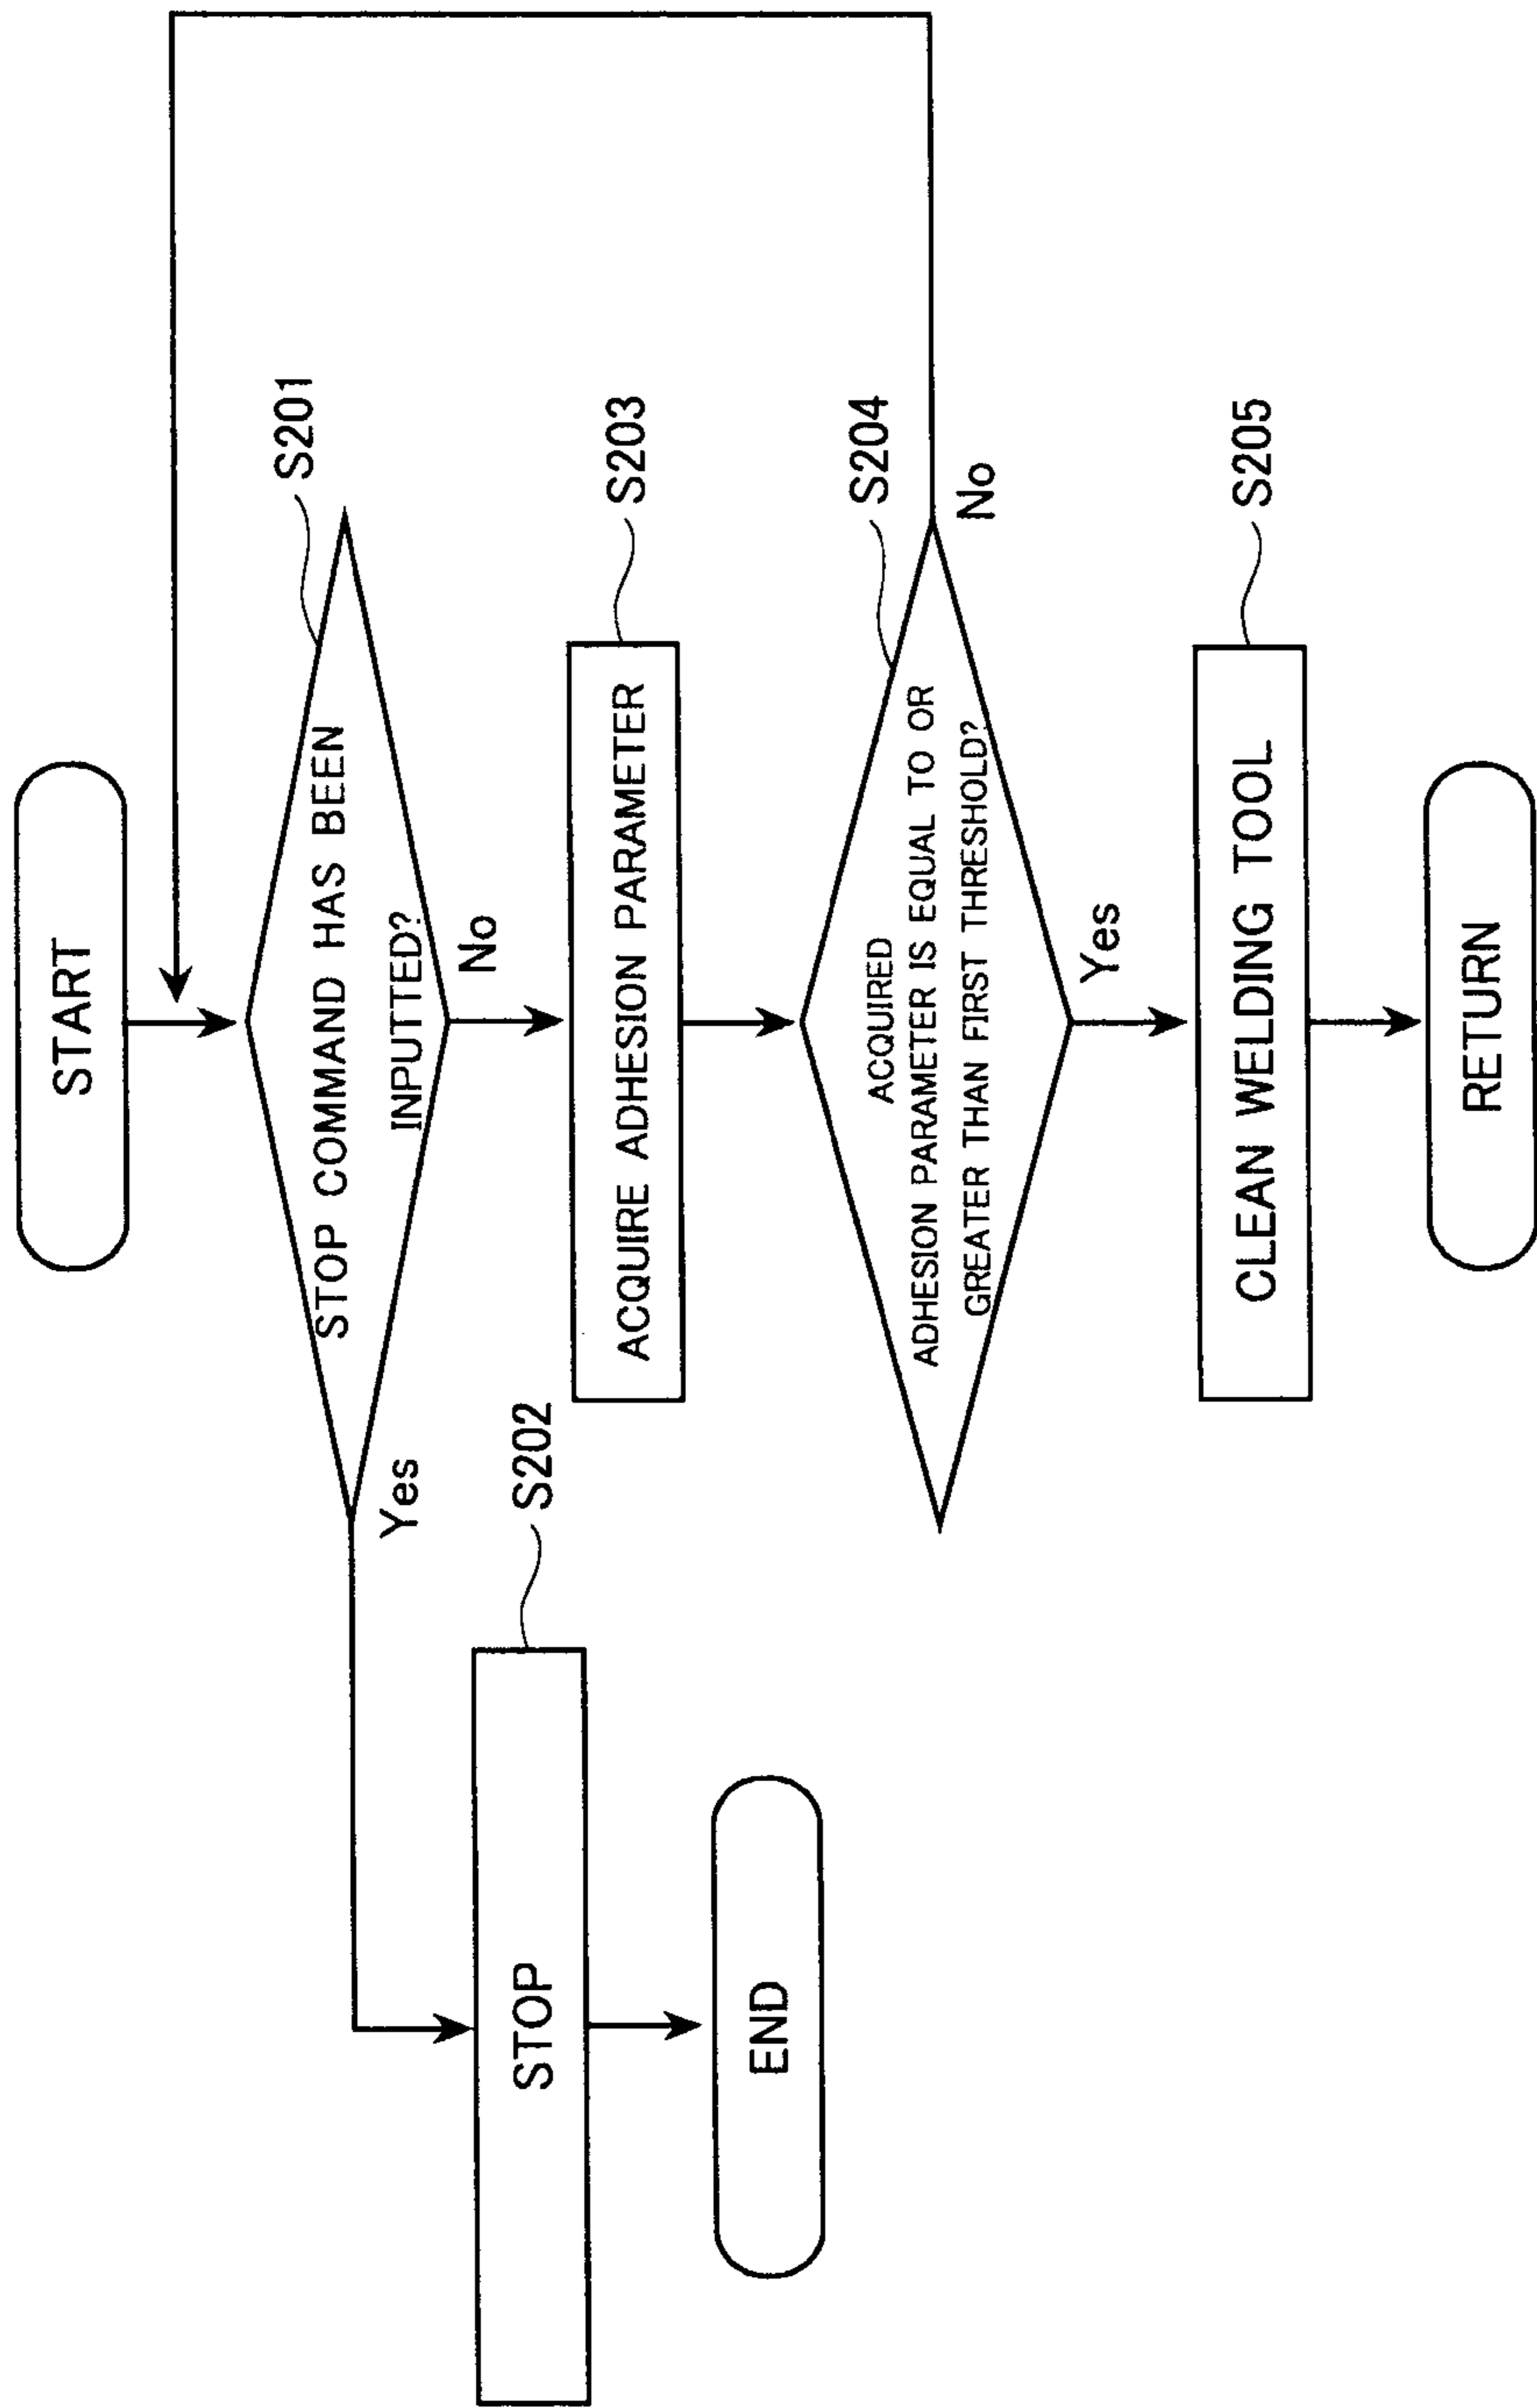 START
S201
STOP COMMAND HAS BEEN
INPUTTED?
Yes
No
S202
STOP
END
S203
ACQUIRE ADHESION PARAMETER
S204
ACQUIRED
ADHESION PARAMETER IS EQUAL TO OR
GREATER THAN FIRST THRESHOLD?
No
Yes
S205
CLEAN WELDING TOOL
RETURN